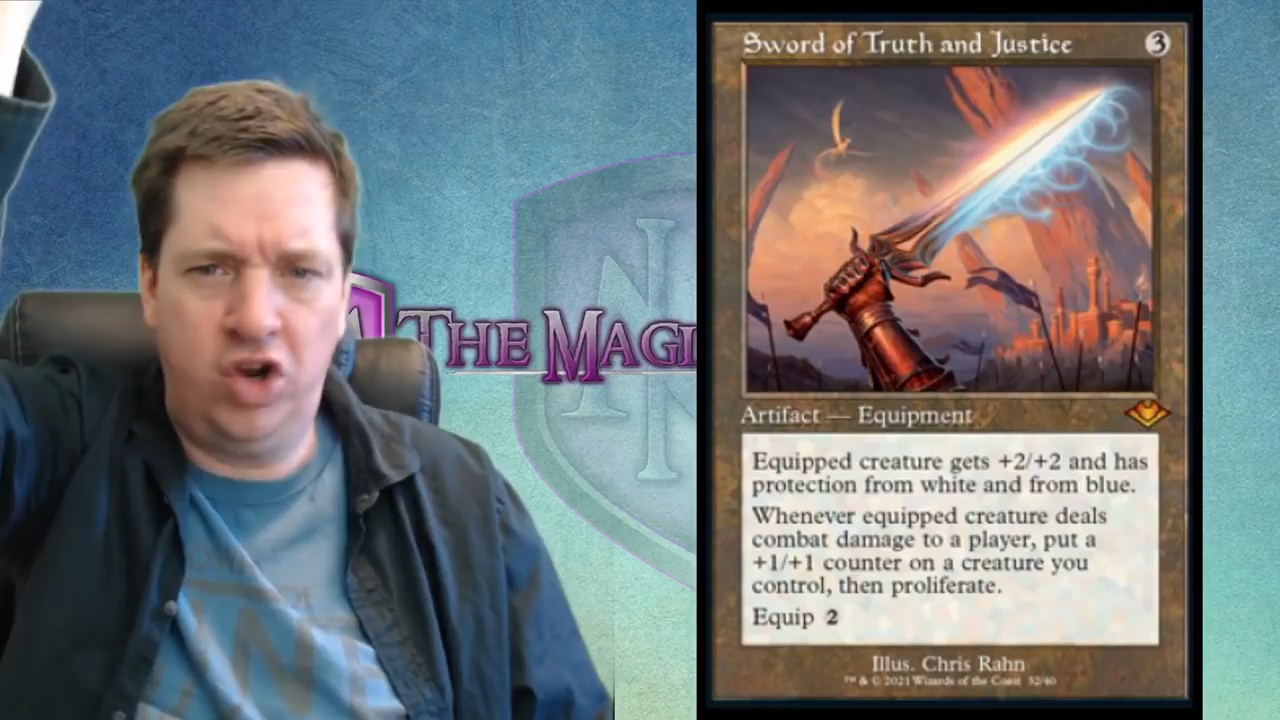 THE MAGI
Sword of Truth and Justice 3
Artifact — Equipment
Equipped creature gets +2/+2 and has
protection from white and from blue.
Whenever equipped creature deals
combat damage to a player, put a
+1/+1 counter on a creature you
control, then proliferate.
Equip 2
Illus. Chris Rahn
™ & © 2021 Wizards of the Coast 32/40